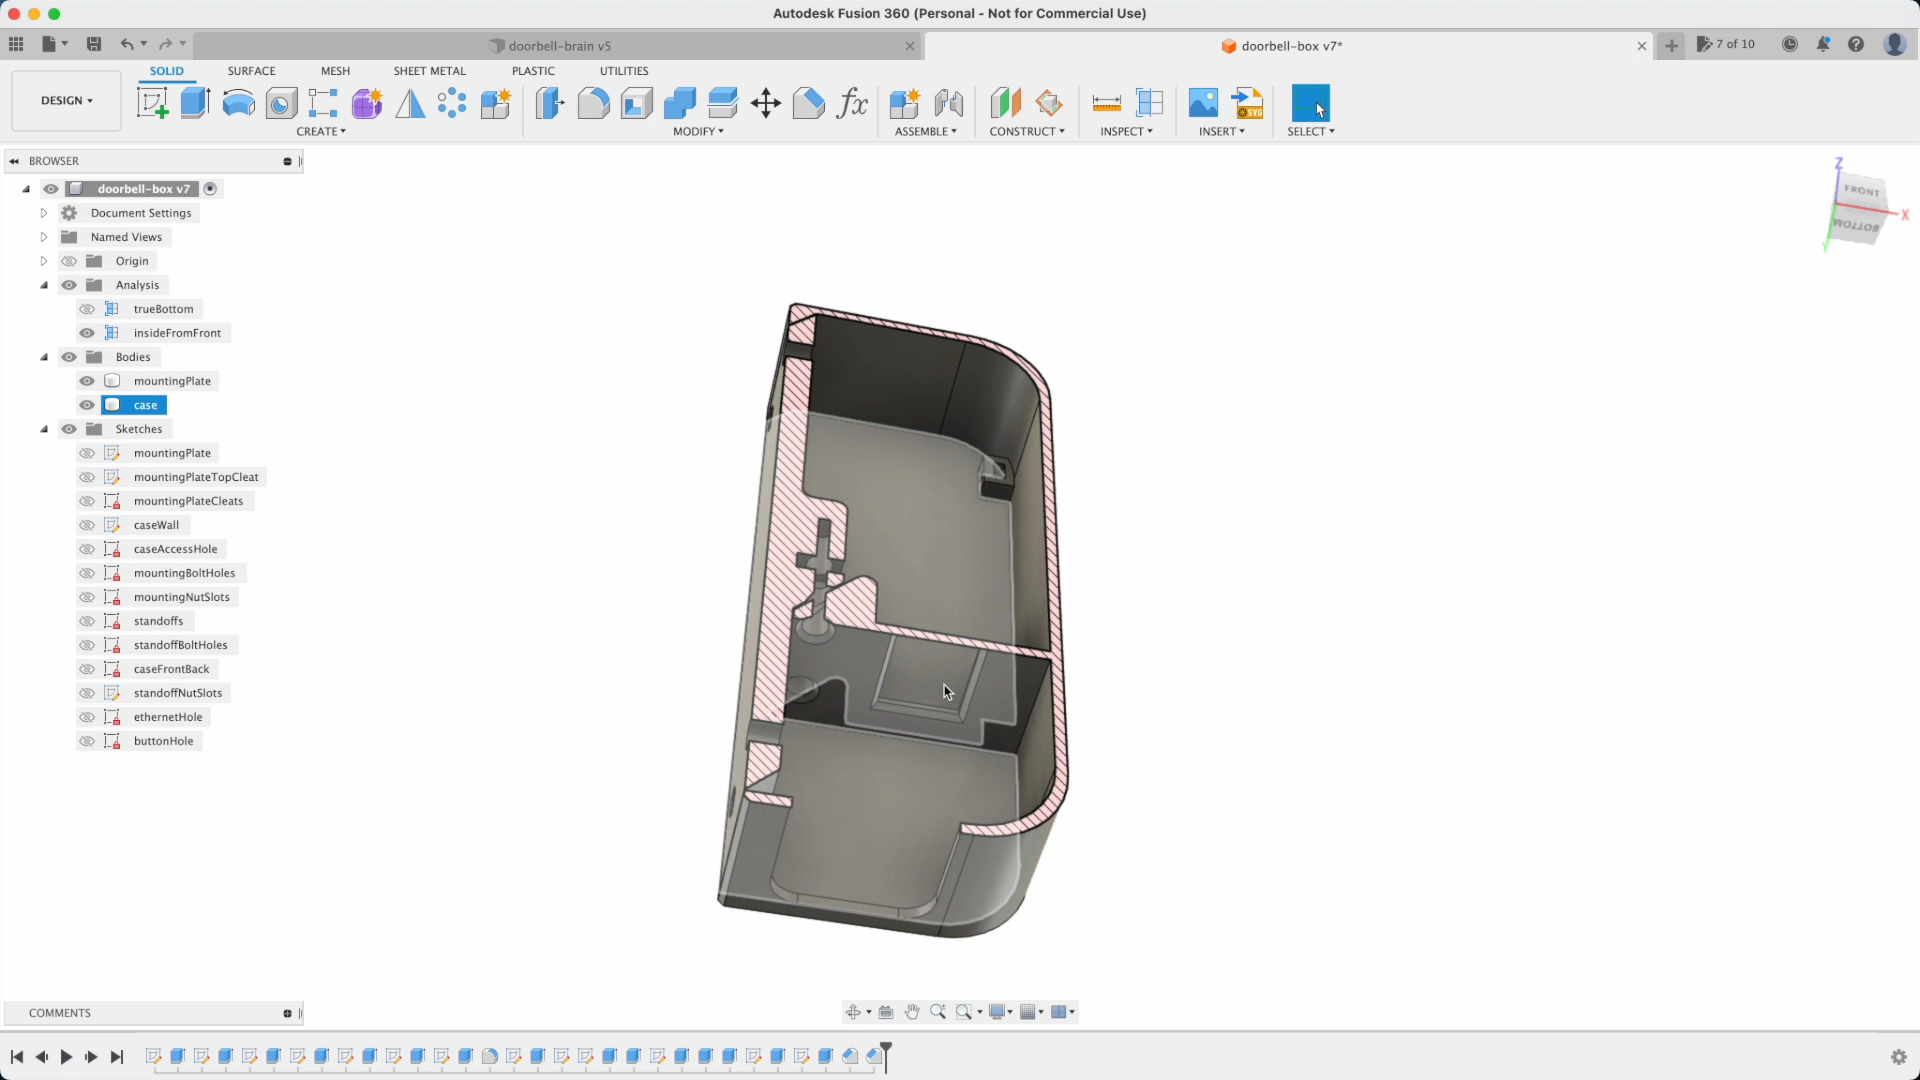 Autodesk Fusion 360 (Personal - Not for Commercial Use)
doorbell-brain v5
doorbell-box v7*
7 of 10
SOLID SURFACE MESH SHEET METAL PLASTIC UTILITIES
DESIGN
CREATE MODIFY ASSEMBLE CONSTRUCT INSPECT INSERT SELECT
SVG
BROWSER
doorbell-box v7
Document Settings
Named Views
Origin
Analysis
trueBottom
insideFromFront
Bodies
mountingPlate
case
Sketches
mountingPlate
mountingPlateTopCleat
mountingPlateCleats
caseWall
caseAccessHole
mountingBoltHoles
mountingNutSlots
standoffs
standoffBoltHoles
caseFrontBack
standoffNutSlots
ethernetHole
buttonHole
Z
FRONT
X
BOTTOM
Y
COMMENTS